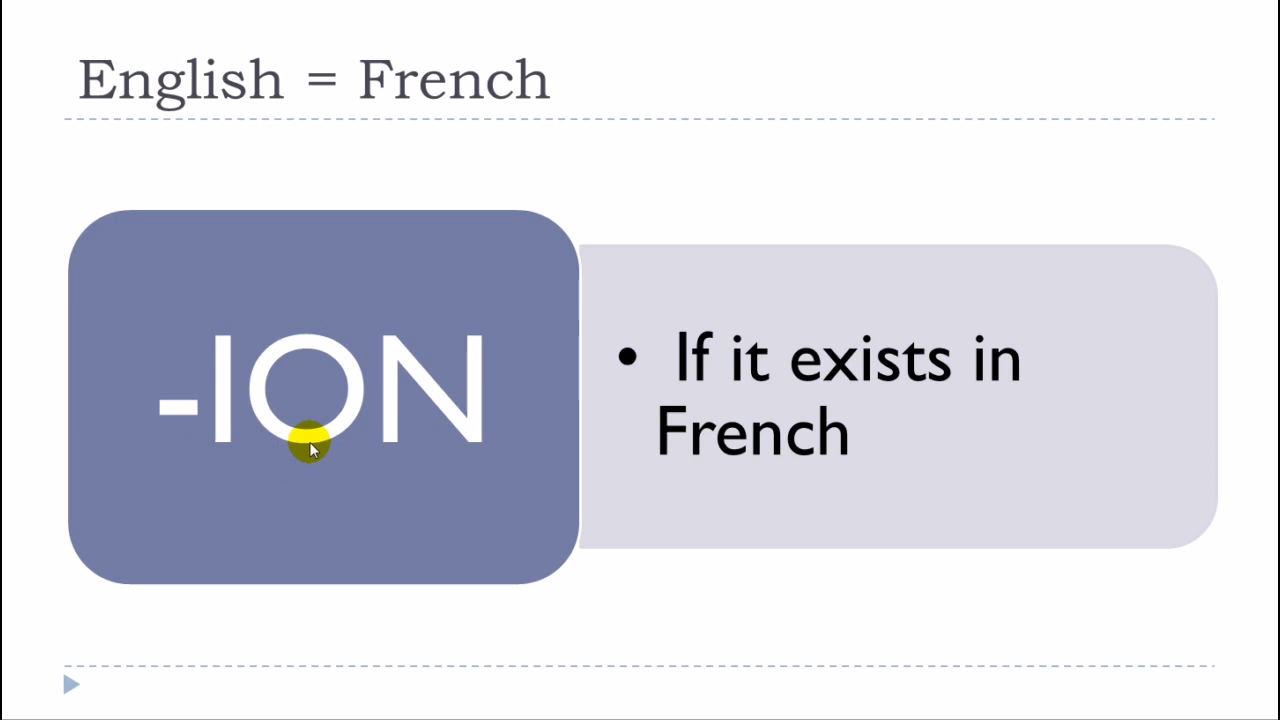 English = French
-ION
• If it exists in
French